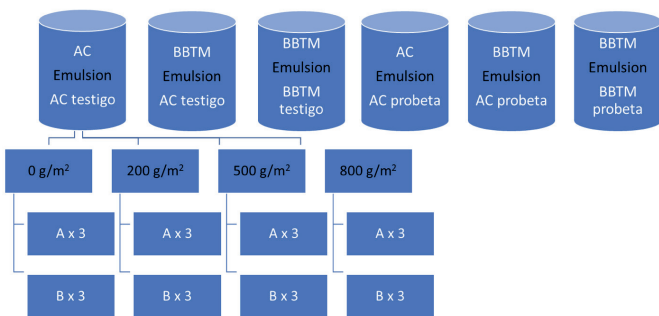 AC
Emulsion
AC testigo
BBTM
Emulsion
AC testigo
BBTM
Emulsion
BBTM
testigo
AC
Emulsion
AC probeta
BBTM
Emulsion
AC probeta
BBTM
Emulsion
BBTM
probeta
0 g/m²
200 g/m²
500 g/m²
800 g/m²
A x 3
A x 3
A x 3
A x 3
B x 3
B x 3
B x 3
B x 3